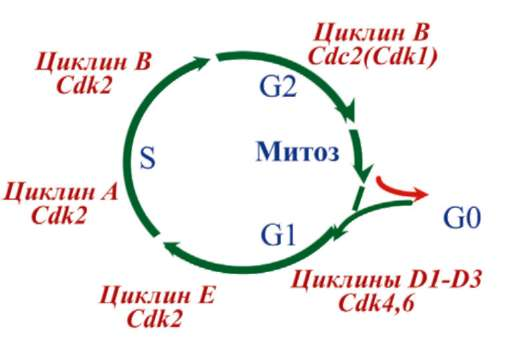 Циклин B
Cdk2
Циклин B
Cdc2(Cdk1)
G2
S
Митоз
Циклин A
Cdk2
G0
G1
Циклины D1-D3
Cdk4,6
Циклин E
Cdk2